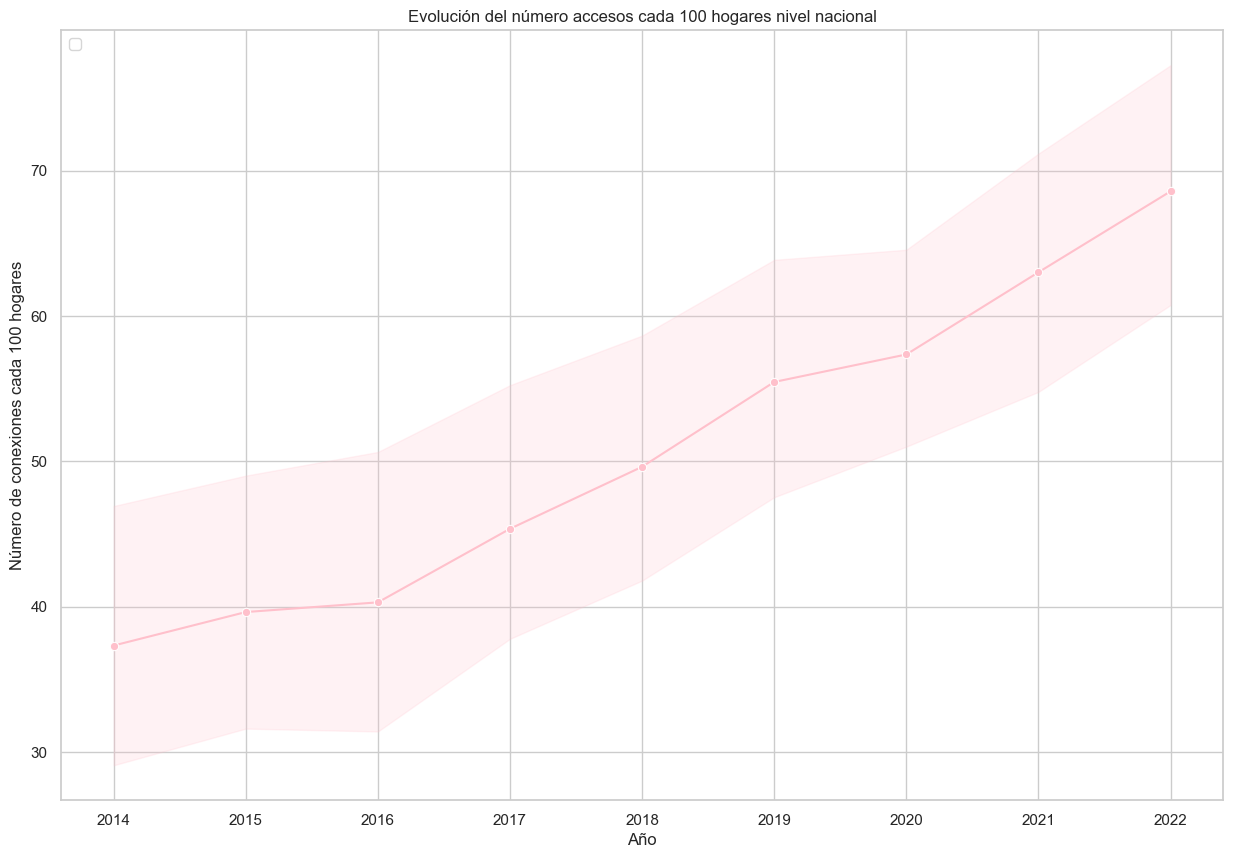 Evolución del número accesos cada 100 hogares nivel nacional
Número de conexiones cada 100 hogares
70
60
50
40
30
2014 2015 2016 2017 2018 2019 2020 2021 2022
Año